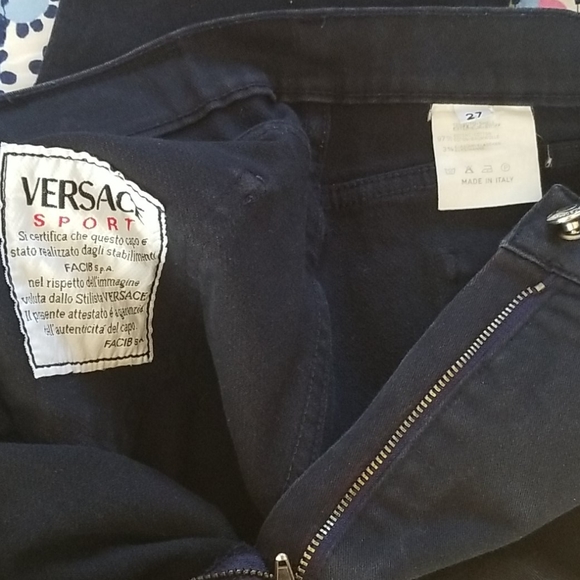 VERSACE
SPORT
Si certifica che questo capo è
stato realizzato dagli stabilimenti
FACIB s.p.A.
nel rispetto dell'immagine
voluta dallo Stilista VERSACE
Il presente attestato è garanzia
dell'autenticità del capo.
FACIB s.p.A
27
MADE IN ITALY